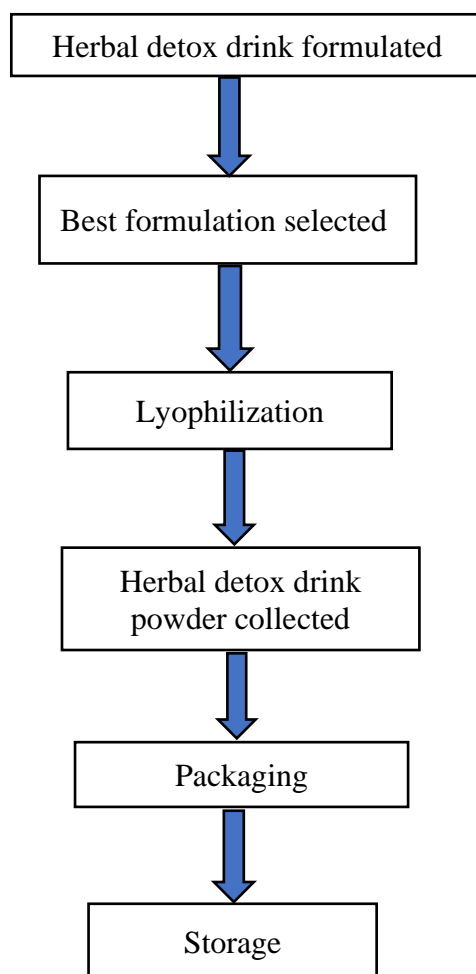 Herbal detox drink formulated
Best formulation selected
Lyophilization
Herbal detox drink
powder collected
Packaging
Storage